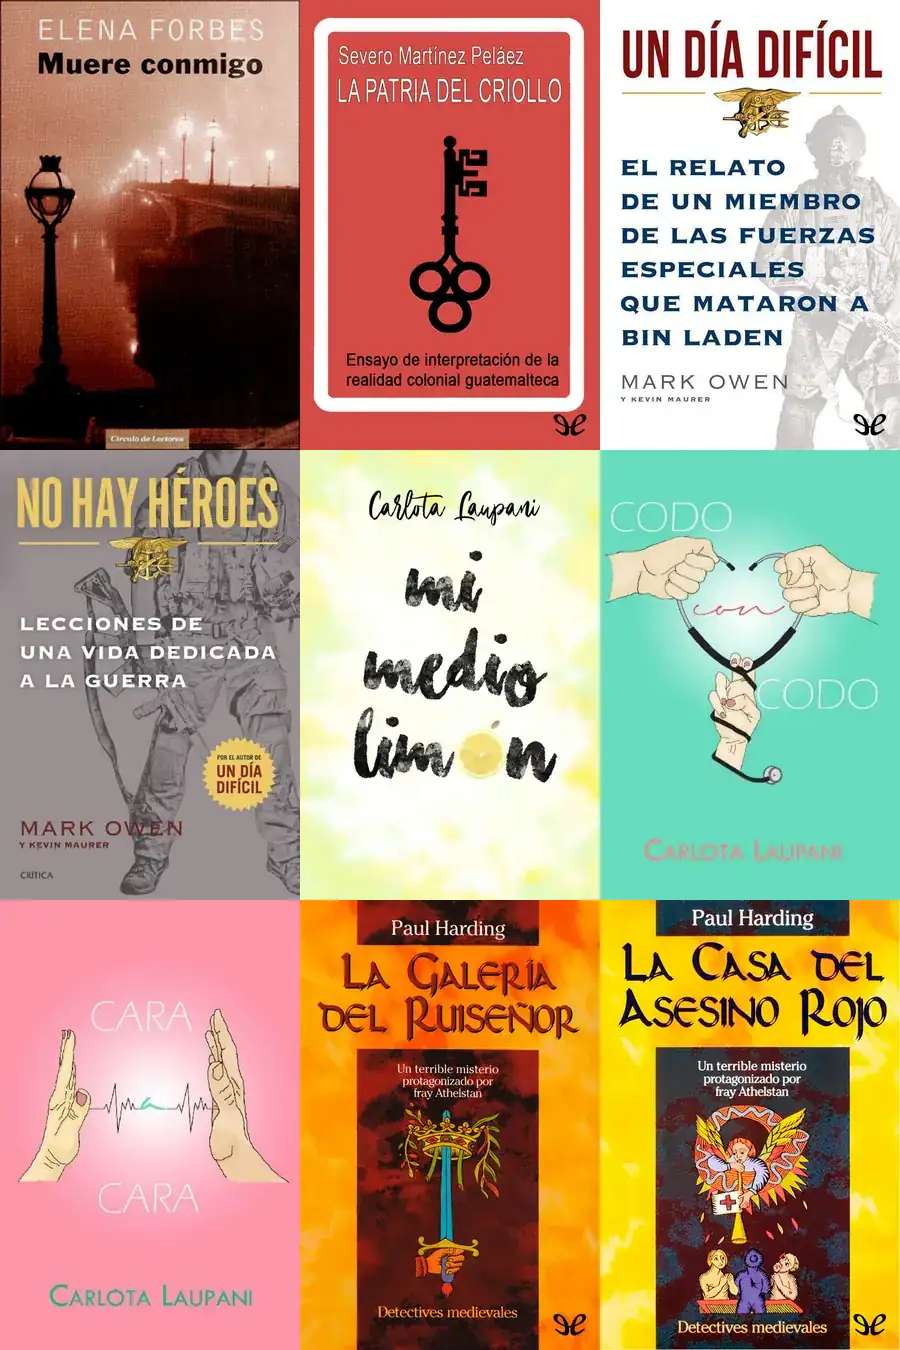 ELENA FORBES
Muere conmigo
Círculo de Lectores
Severo Martínez Peláez
LA PATRIA DEL CRIOLLO
Ensayo de interpretación de la
realidad colonial guatemalteca
UN DÍA DIFÍCIL
EL RELATO
DE UN MIEMBRO
DE LAS FUERZAS
ESPECIALES
QUE MATARON A
BIN LADEN
MARK OWEN
Y KEVIN MAURER
NO HAY HÉROES
LECCIONES DE
UNA VIDA DEDICADA
A LA GUERRA
POR EL AUTOR DE
UN DÍA
DIFÍCIL
MARK OWEN
Y KEVIN MAURER
CRÍTICA
Carlota Laupani
mi
medio
limón
CODO
con
CODO
CARLOTA LAUPANI
CARA
a
CARA
CARLOTA LAUPANI
Paul Harding
LA GALERÍA
DEL RUISEÑOR
Un terrible misterio
protagonizado por
fray Athelstan
Detectives medievales
Paul Harding
LA CASA DEL
ASESINO ROJO
Un terrible misterio
protagonizado por
fray Athelstan
Detectives medievales